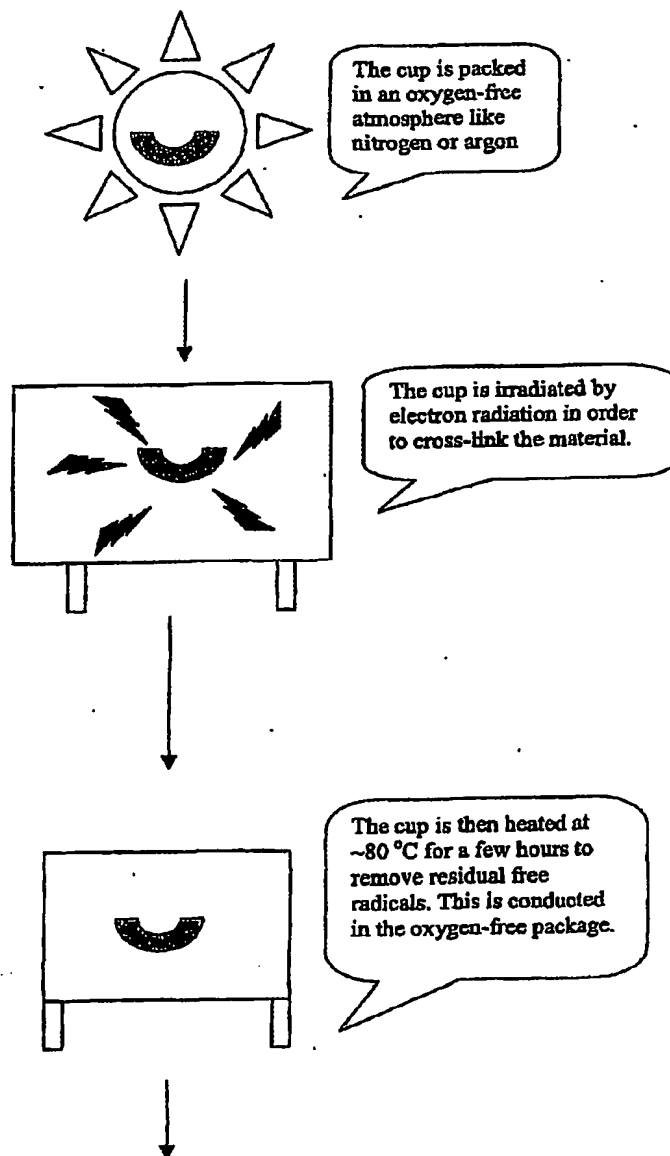 The cup is packed
in an oxygen-free
atmosphere like
nitrogen or argon
The cup is irradiated by
electron radiation in order
to cross-link the material.
The cup is then heated at
~80 °C for a few hours to
remove residual free
radicals. This is conducted
in the oxygen-free package.